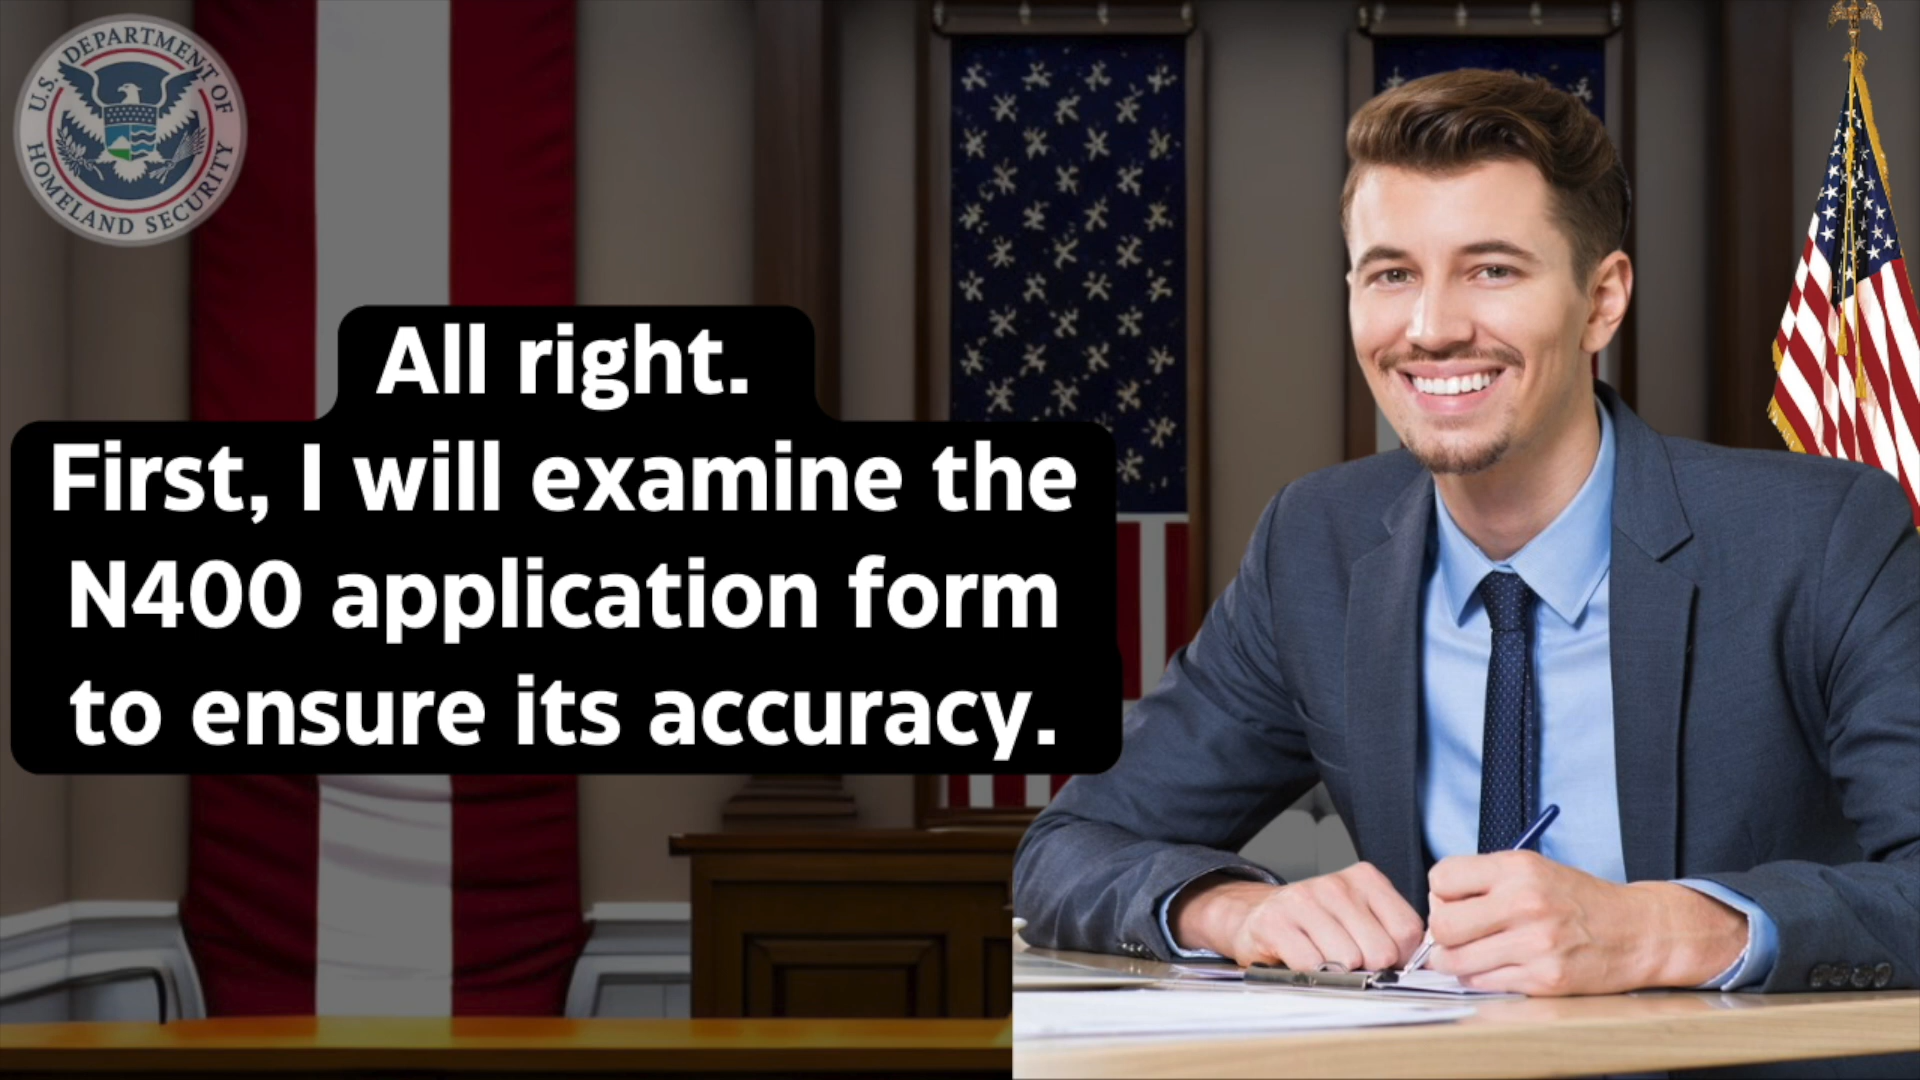 U.S. DEPARTMENT OF
HOMELAND SECURITY
All right.
First, I will examine the
N400 application form
to ensure its accuracy.